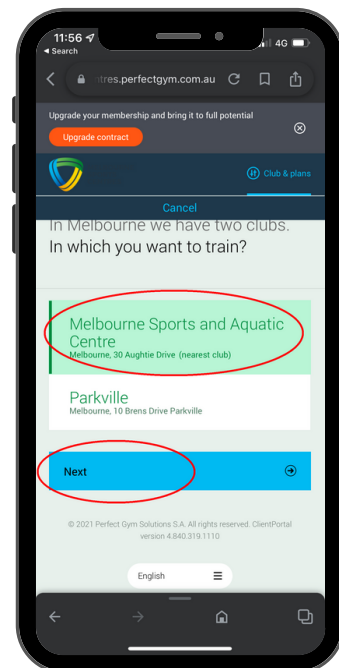 11:56
4G
◀ Search
tres.perfectgym.com.au
Upgrade your membership and bring it to full potential
Upgrade contract
Club & plans
Cancel
In Melbourne we have two clubs.
In which you want to train?
Melbourne Sports and Aquatic
Centre
Melbourne, 30 Aughtie Drive (nearest club)
Parkville
Melbourne, 10 Brens Drive Parkville
Next
© 2021 Perfect Gym Solutions S.A. All rights reserved. ClientPortal
version 4.840.319.1110
English